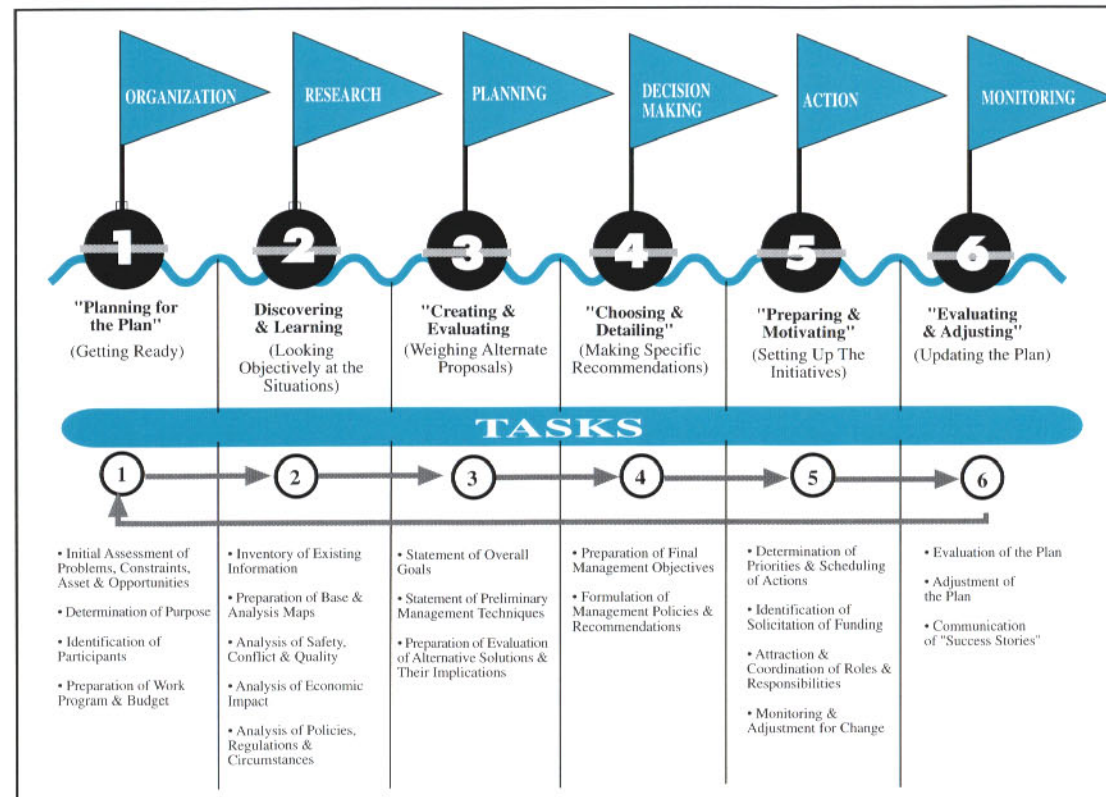 ORGANIZATION
RESEARCH
PLANNING
DECISION
MAKING
ACTION
MONITORING
1
2
3
4
5
6
"Planning for
the Plan"
(Getting Ready)
Discovering
& Learning
(Looking
Objectively at the
Situations)
"Creating &
Evaluating
(Weighing Alternate
Proposals)
"Choosing &
Detailing"
(Making Specific
Recommendations)
"Preparing &
Motivating"
(Setting Up The
Initiatives)
"Evaluating
& Adjusting"
(Updating the Plan)
TASKS
1
2
3
4
5
6
• Initial Assessment of
Problems, Constraints,
Asset & Opportunities
• Determination of Purpose
• Identification of
Participants
• Preparation of Work
Program & Budget
• Inventory of Existing
Information
• Preparation of Base &
Analysis Maps
• Analysis of Safety,
Conflict & Quality
• Analysis of Economic
Impact
• Analysis of Policies,
Regulations &
Circumstances
• Statement of Overall
Goals
• Statement of Preliminary
Management Techniques
• Preparation of Evaluation
of Alternative Solutions &
Their Implications
• Preparation of Final
Management Objectives
• Formulation of
Management Policies &
Recommendations
• Determination of
Priorities & Scheduling
of Actions
• Identification of
Solicitation of Funding
• Attraction &
Coordination of Roles &
Responsibilities
• Monitoring &
Adjustment for Change
• Evaluation of the Plan
• Adjustment of
the Plan
• Communication
of "Success Stories"